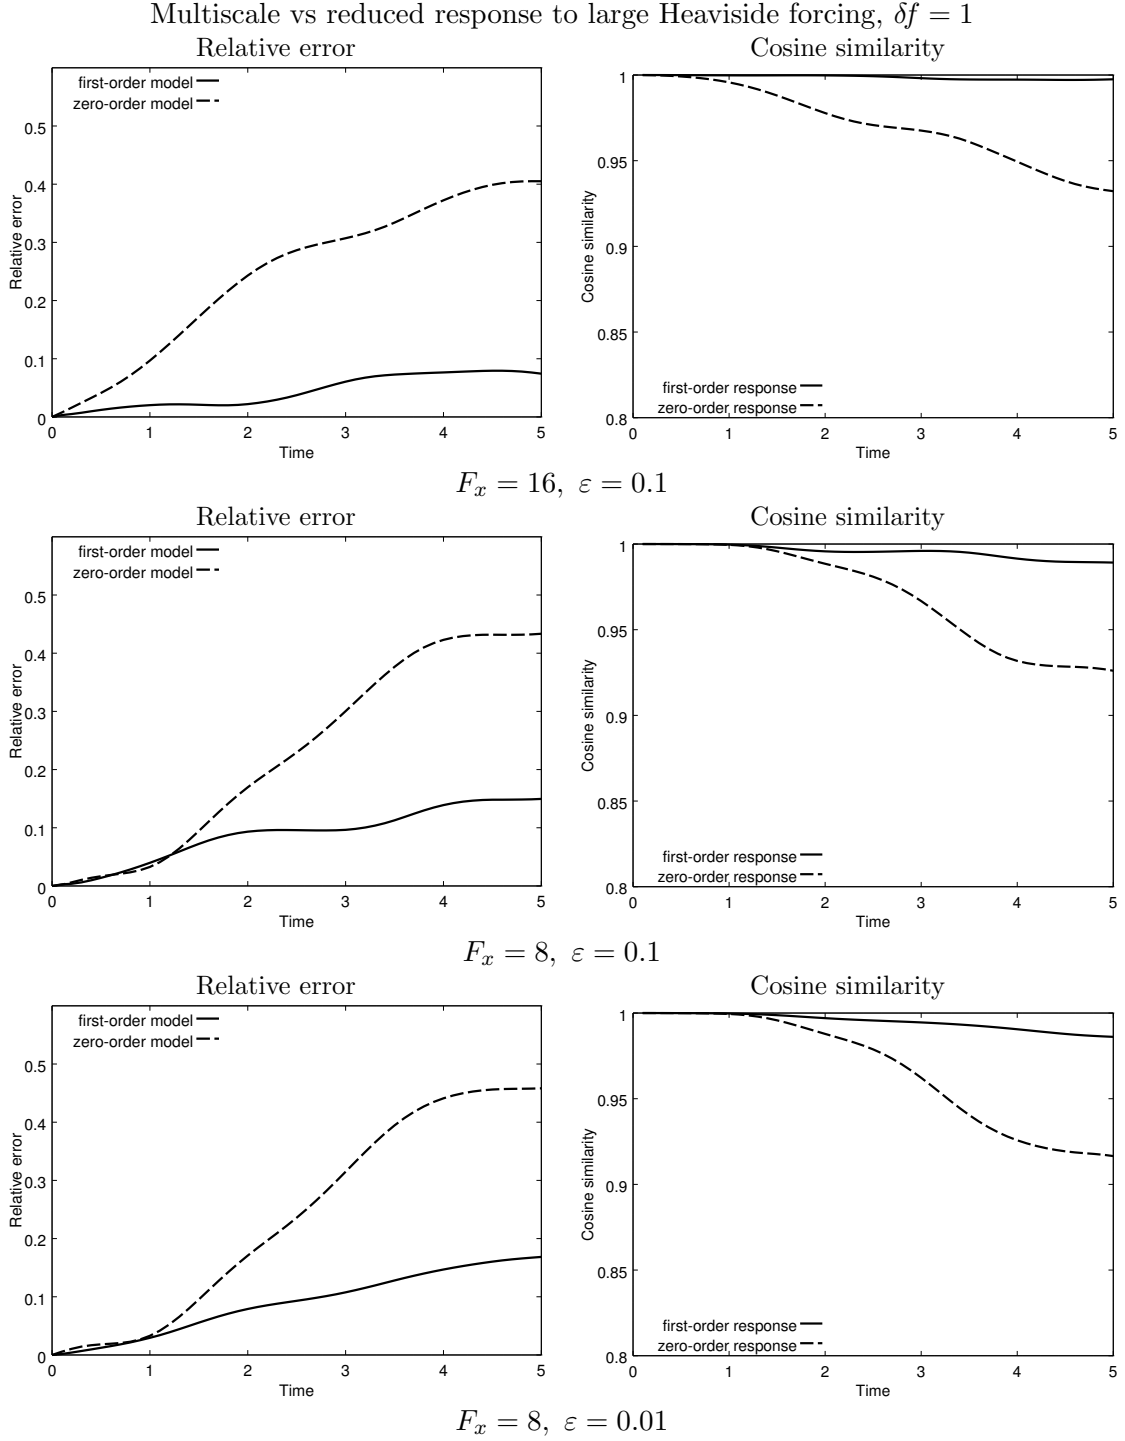 Multiscale vs reduced response to large Heaviside forcing, δf = 1
Relative error
Cosine similarity
first-order model
zero-order model
0.5
0.4
0.3
0.2
0.1
0
Relative error
0 1 2 3 4 5
Time
1
0.95
0.9
0.85
0.8
Cosine similarity
first-order response
zero-order response
0 1 2 3 4 5
Time
F_x = 16, ε = 0.1
Relative error
Cosine similarity
first-order model
zero-order model
0.5
0.4
0.3
0.2
0.1
0
Relative error
0 1 2 3 4 5
Time
1
0.95
0.9
0.85
0.8
Cosine similarity
first-order response
zero-order response
0 1 2 3 4 5
Time
F_x = 8, ε = 0.1
Relative error
Cosine similarity
first-order model
zero-order model
0.5
0.4
0.3
0.2
0.1
0
Relative error
0 1 2 3 4 5
Time
1
0.95
0.9
0.85
0.8
Cosine similarity
first-order response
zero-order response
0 1 2 3 4 5
Time
F_x = 8, ε = 0.01